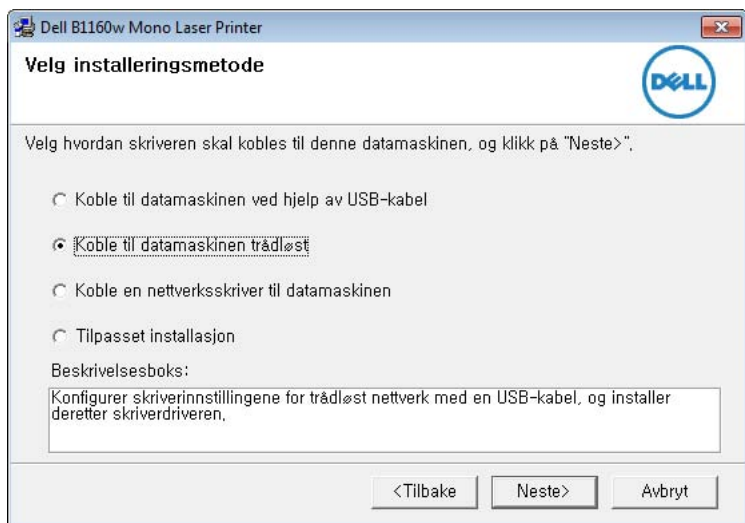 Dell B1160w Mono Laser Printer
Velg installeringsmetode
DELL
Velg hvordan skriveren skal kobles til denne datamaskinen, og klikk på "Neste>",
Koble til datamaskinen ved hjelp av USB-kabel
Koble til datamaskinen trådløst
Koble en nettverksskriver til datamaskinen
Tilpasset installasjon
Beskrivelsesboks:
Konfigurer skriverinnstillingene for trådløst nettverk med en USB-kabel, og installer
deretter skriverdriveren,
<Tilbake
Neste>
Avbryt